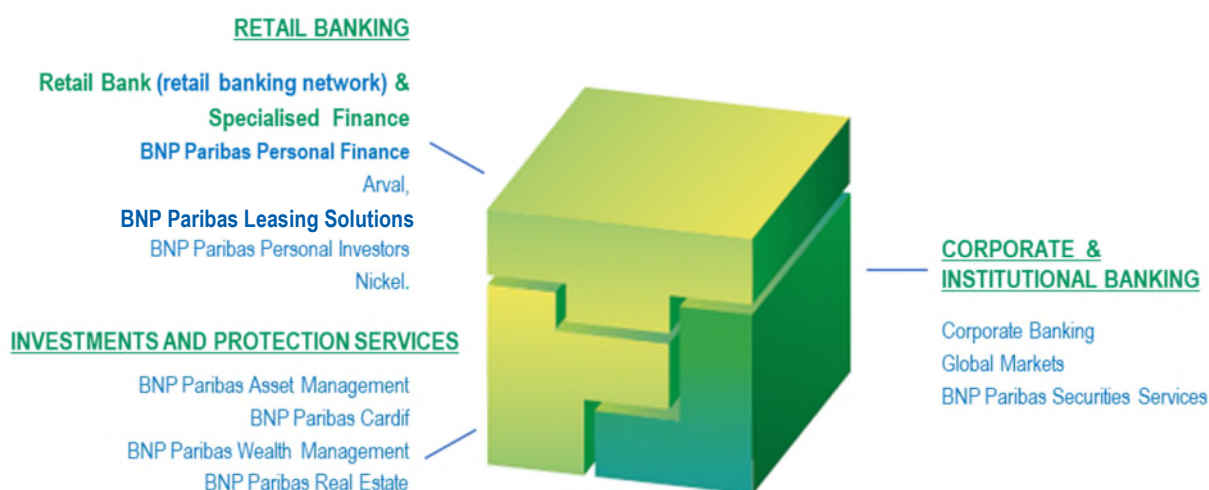 RETAIL BANKING
Retail Bank (retail banking network) &
Specialised Finance
BNP Paribas Personal Finance
Arval,
BNP Paribas Leasing Solutions
BNP Paribas Personal Investors
Nickel.
INVESTMENTS AND PROTECTION SERVICES
BNP Paribas Asset Management
BNP Paribas Cardif
BNP Paribas Wealth Management
BNP Paribas Real Estate
CORPORATE &
INSTITUTIONAL BANKING
Corporate Banking
Global Markets
BNP Paribas Securities Services